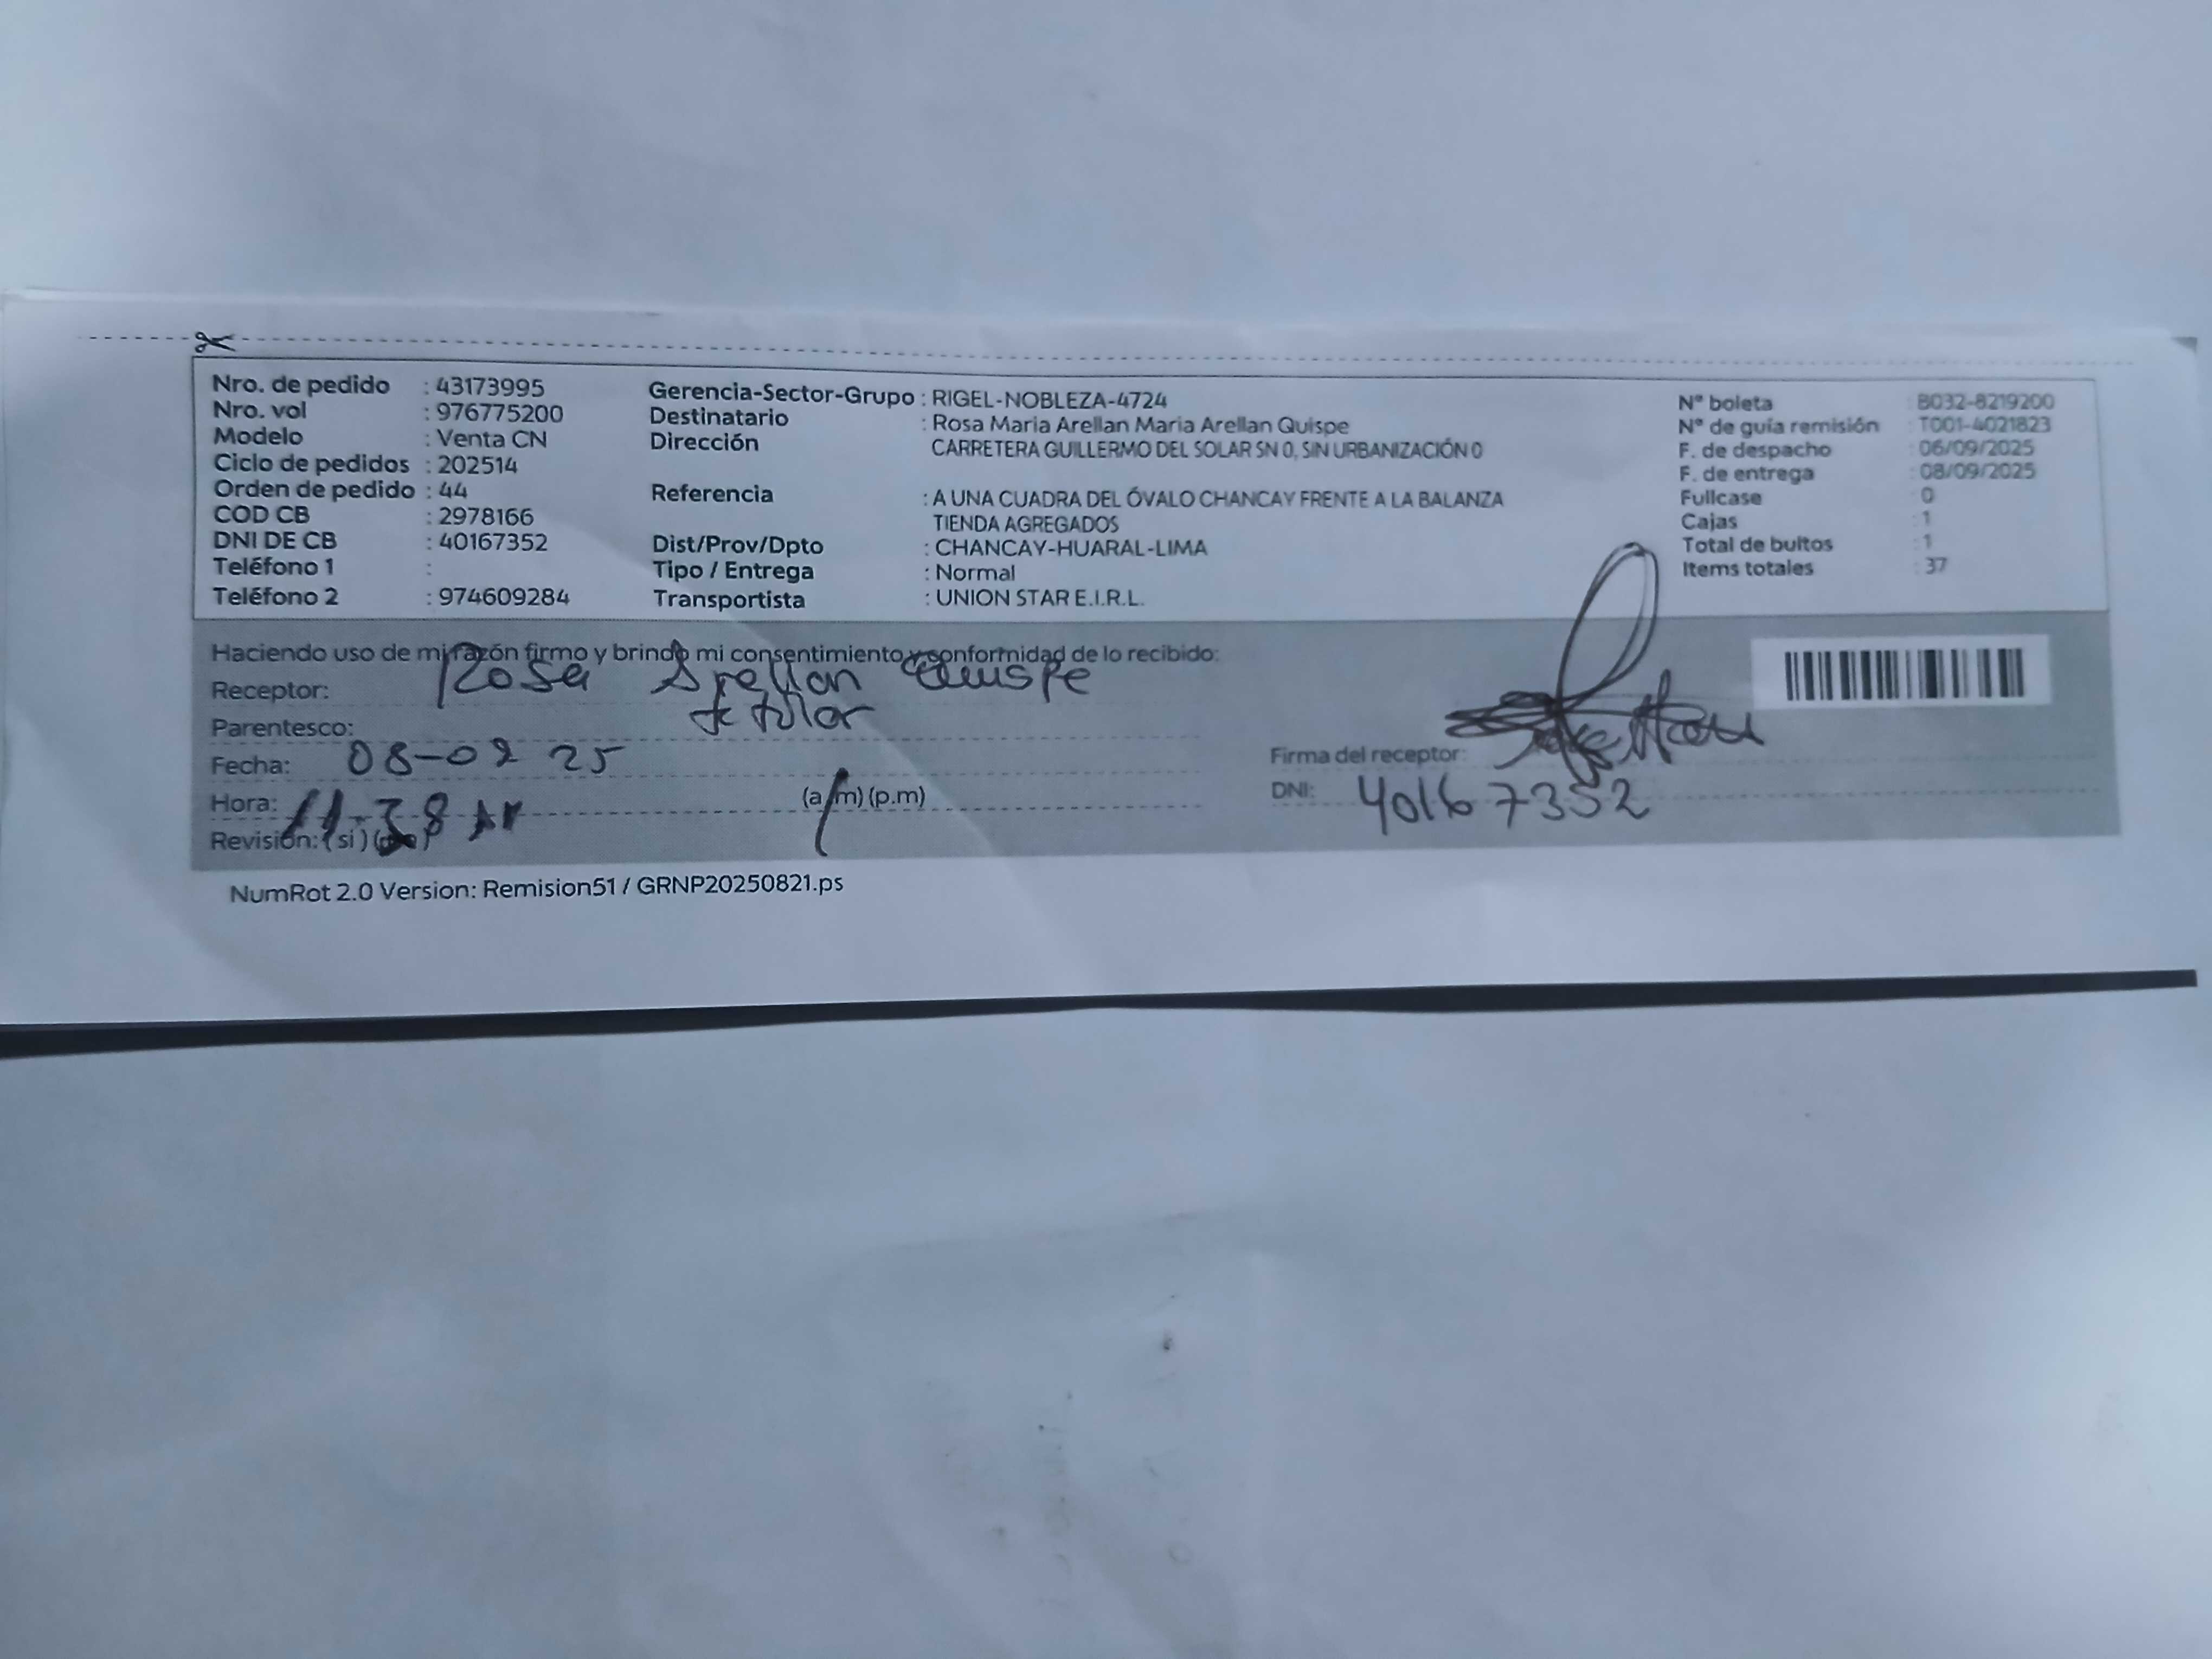 Nro. de pedido : 43173995
Nro. vol : 976775200
Modelo : Venta CN
Ciclo de pedidos : 202514
Orden de pedido : 44
COD CB : 2978166
DNI DE CB : 40167352
Teléfono 1 :
Teléfono 2 : 974609284
Gerencia-Sector-Grupo : RIGEL-NOBLEZA-4724
Destinatario : Rosa Maria Arellan Maria Arellan Quispe
Dirección CARRETERA GUILLERMO DEL SOLAR SN 0, SIN URBANIZACIÓN 0
Referencia : A UNA CUADRA DEL ÓVALO CHANCAY FRENTE A LA BALANZA
TIENDA AGREGADOS
Dist/Prov/Dpto : CHANCAY-HUARAL-LIMA
Tipo / Entrega : Normal
Transportista : UNION STAR E.I.R.L.
N° boleta : B032-8219200
N° de guía remisión : T001-4021823
F. de despacho : 06/09/2025
F. de entrega : 08/09/2025
Fullcase : 0
Cajas : 1
Total de bultos : 1
Items totales : 37
Haciendo uso de mi razón firmo y brindo mi consentimiento y conformidad de lo recibido:
Receptor: Rosa Arellan Quispe
Parentesco: titular
Fecha: 08-09 25
Hora: 11-38 (a.m) (p.m)
Revisión: (si) (no)
Firma del receptor:
DNI: 40167352
NumRot 2.0 Version: Remision51 / GRNP20250821.ps